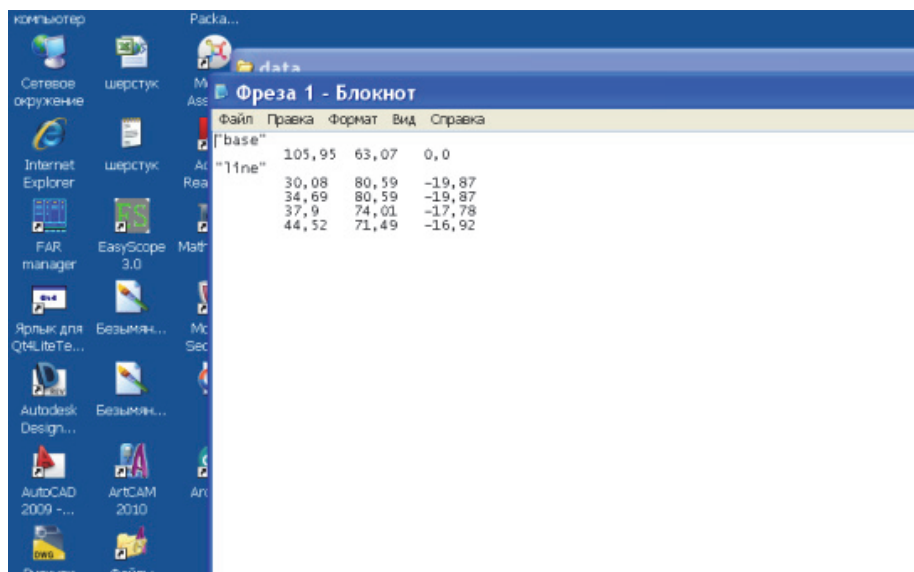 компьютер
Packa...
data
Сетевое окружение
шерстук
Фреза 1 - Блокнот
Файл Правка Формат Вид Справка
"base"
105,95 63,07 0,0
"line"
30,08 80,59 -19,87
34,69 80,59 -19,87
37,9 74,01 -17,78
44,52 71,49 -16,92
Internet Explorer
шерстук
FAR manager
EasyScope 3.0
Ярлык для Qt4LiteTe...
Безымян...
Autodesk Design...
Безымян...
AutoCAD 2009 -...
ArtCAM 2010
DWG